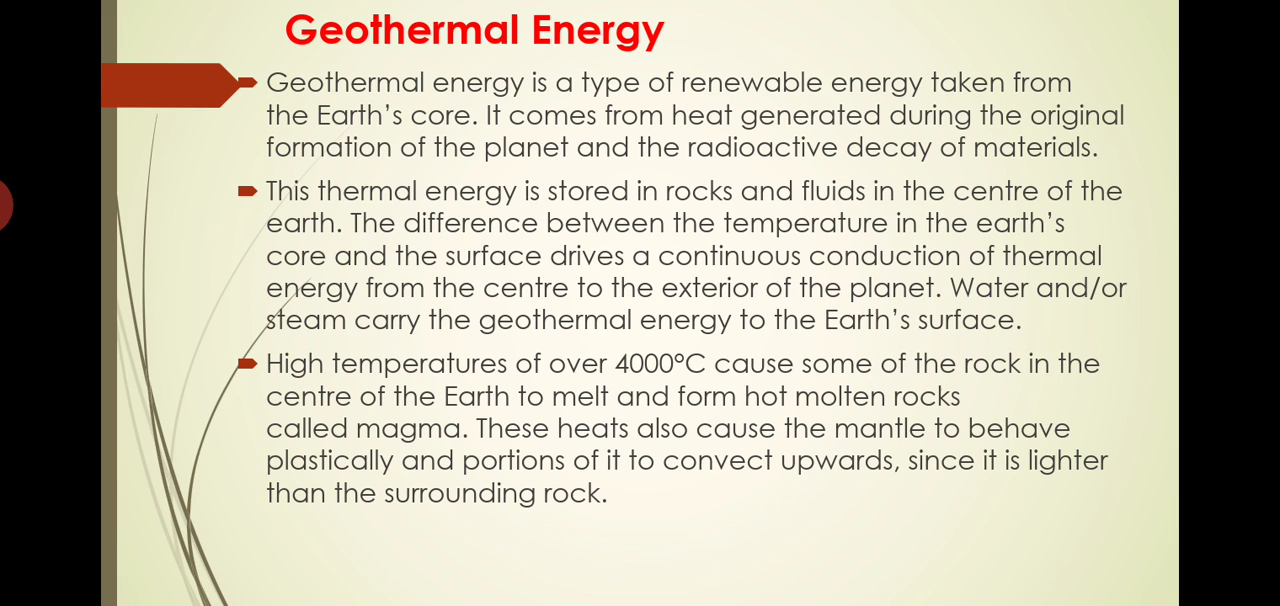 Geothermal Energy
Geothermal energy is a type of renewable energy taken from
the Earth’s core. It comes from heat generated during the original
formation of the planet and the radioactive decay of materials.
This thermal energy is stored in rocks and fluids in the centre of the
earth. The difference between the temperature in the earth’s
core and the surface drives a continuous conduction of thermal
energy from the centre to the exterior of the planet. Water and/or
steam carry the geothermal energy to the Earth’s surface.
High temperatures of over 4000°C cause some of the rock in the
centre of the Earth to melt and form hot molten rocks
called magma. These heats also cause the mantle to behave
plastically and portions of it to convect upwards, since it is lighter
than the surrounding rock.